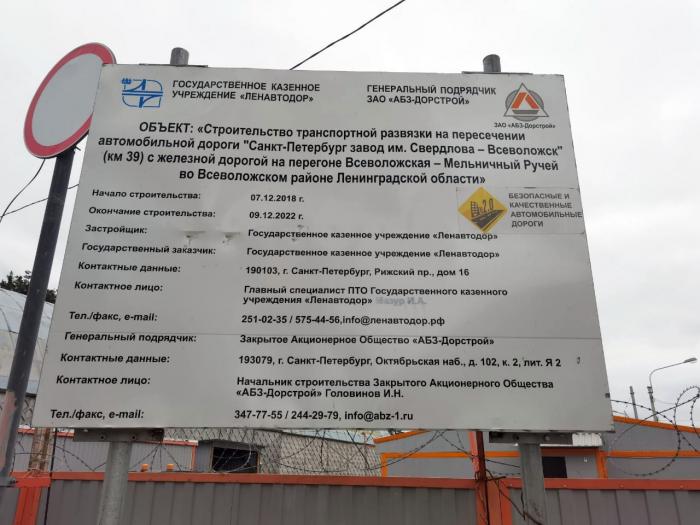 ГОСУДАРСТВЕННОЕ КАЗЕННОЕ
УЧРЕЖДЕНИЕ «ЛЕНАВТОДОР»
ГЕНЕРАЛЬНЫЙ ПОДРЯДЧИК
ЗАО «АБЗ-ДОРСТРОЙ»
ЗАО «АБЗ-Дорстрой»
ОБЪЕКТ: «Строительство транспортной развязки на пересечении
автомобильной дороги "Санкт-Петербург завод им. Свердлова – Всеволожск"
(км 39) с железной дорогой на перегоне Всеволожская – Мельничный Ручей
во Всеволожском районе Ленинградской области»
Начало строительства: 07.12.2018 г.
Окончание строительства: 09.12.2022 г.
2.0
БЕЗОПАСНЫЕ И
КАЧЕСТВЕННЫЕ
АВТОМОБИЛЬНЫЕ
ДОРОГИ
Застройщик: Государственное казенное учреждение «Ленавтодор»
Государственный заказчик: Государственное казенное учреждение «Ленавтодор»
Контактные данные: 190103, г. Санкт-Петербург, Рижский пр., дом 16
Контактное лицо: Главный специалист ПТО Государственного казенного
учреждения «Ленавтодор» Мазур И.А.
Тел./факс, e-mail: 251-02-35 / 575-44-56,info@ленавтодор.рф
Генеральный подрядчик: Закрытое Акционерное Общество «АБЗ-Дорстрой»
Контактные данные: 193079, г. Санкт-Петербург, Октябрьская наб., д. 102, к. 2, лит. Я 2
Контактное лицо: Начальник строительства Закрытого Акционерного Общества
«АБЗ-Дорстрой» Головинов И.Н.
Тел./факс, e-mail: 347-77-55 / 244-29-79, info@abz-1.ru